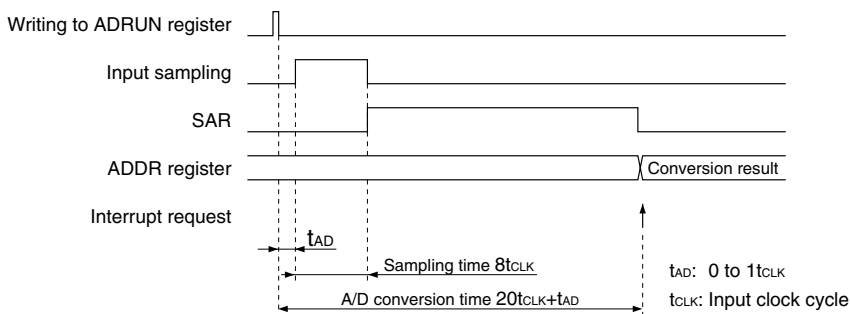 Writing to ADRUN register
Input sampling
SAR
ADDR register
Conversion result
Interrupt request
tAD
Sampling time 8tCLK
tAD: 0 to 1tCLK
A/D conversion time 20tCLK+tAD
tCLK: Input clock cycle